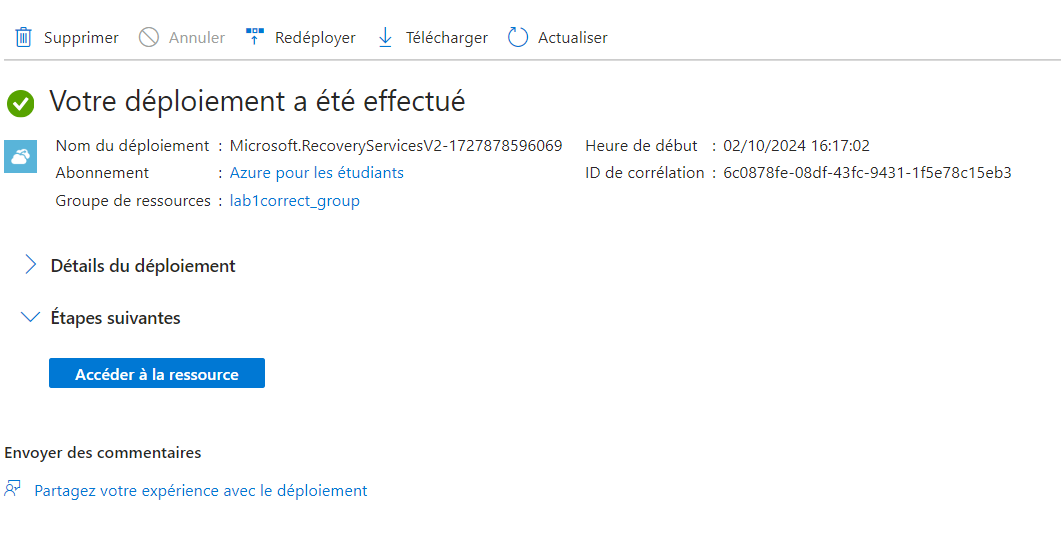 Supprimer Annuler Redéployer Télécharger Actualiser
Votre déploiement a été effectué
Nom du déploiement : Microsoft.RecoveryServicesV2-1727878596069 Heure de début : 02/10/2024 16:17:02
Abonnement : Azure pour les étudiants ID de corrélation : 6c0878fe-08df-43fc-9431-1f5e78c15eb3
Groupe de ressources : lab1correct_group
Détails du déploiement
Étapes suivantes
Accéder à la ressource
Envoyer des commentaires
Partagez votre expérience avec le déploiement